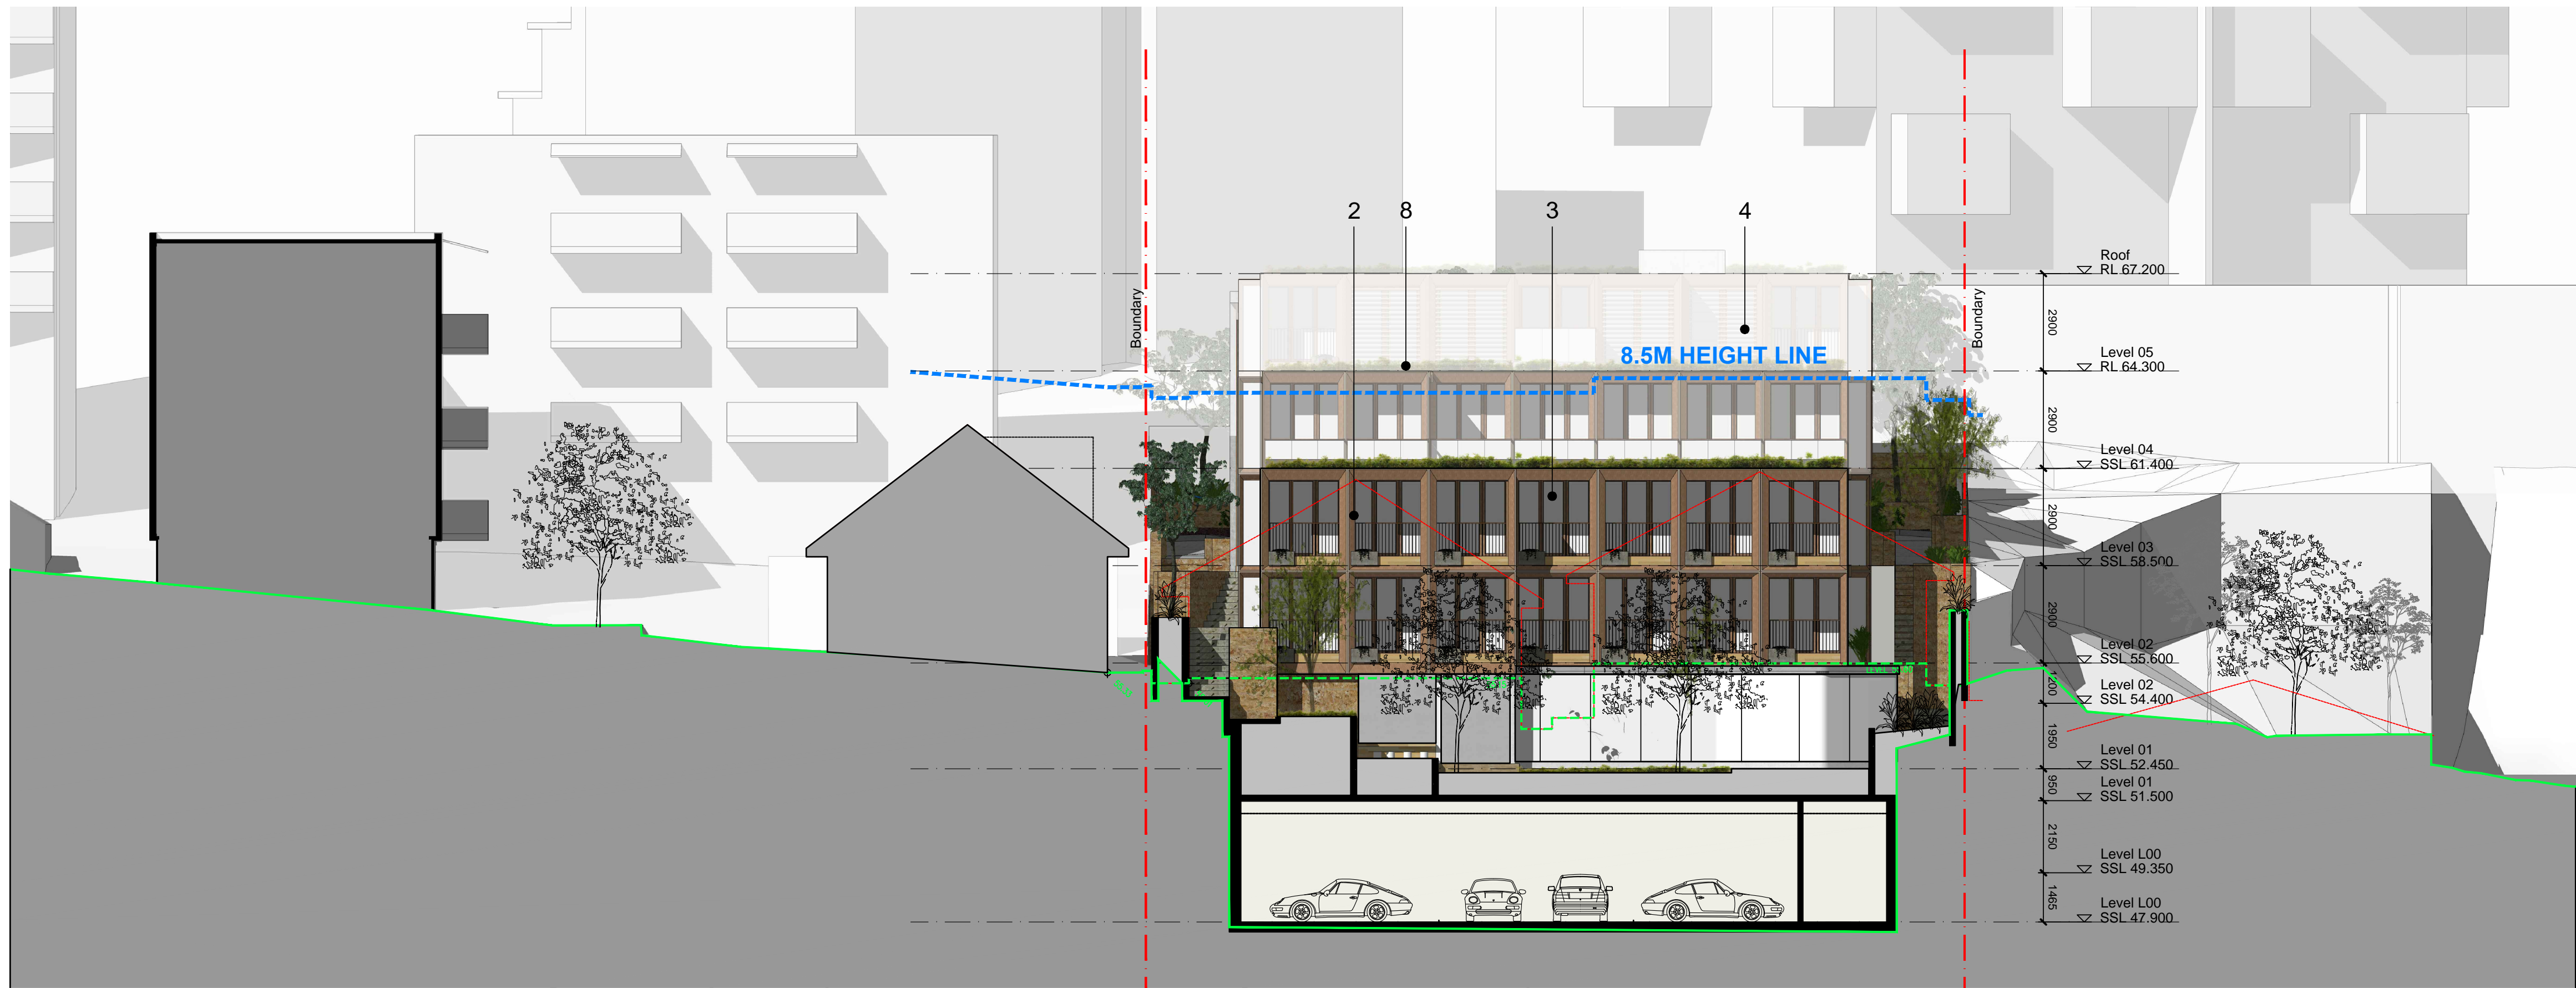 2
8
3
4
Boundary
8.5M HEIGHT LINE
Boundary
Roof
RL 67.200
2900
Level 05
RL 64.300
2900
Level 04
SSL 61.400
2900
Level 03
SSL 58.500
2900
Level 02
SSL 55.600
Level 02
SSL 54.400
1950
Level 01
SSL 52.450
950
Level 01
SSL 51.500
2150
Level L00
SSL 49.350
1465
Level L00
SSL 47.900